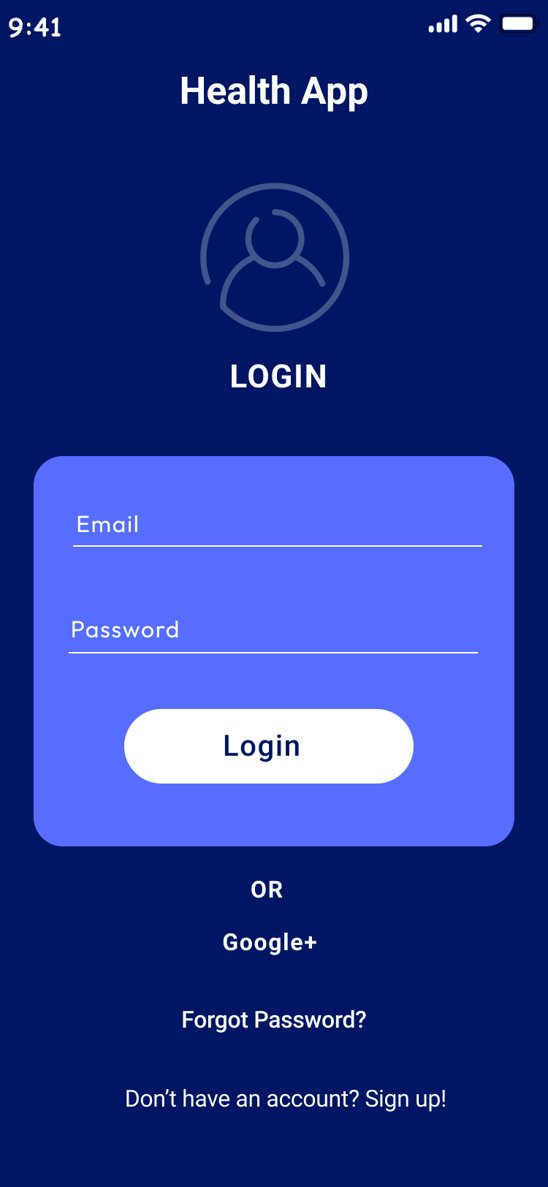 9:41
Health App
LOGIN
Email
Password
Login
OR
Google+
Forgot Password?
Don’t have an account? Sign up!